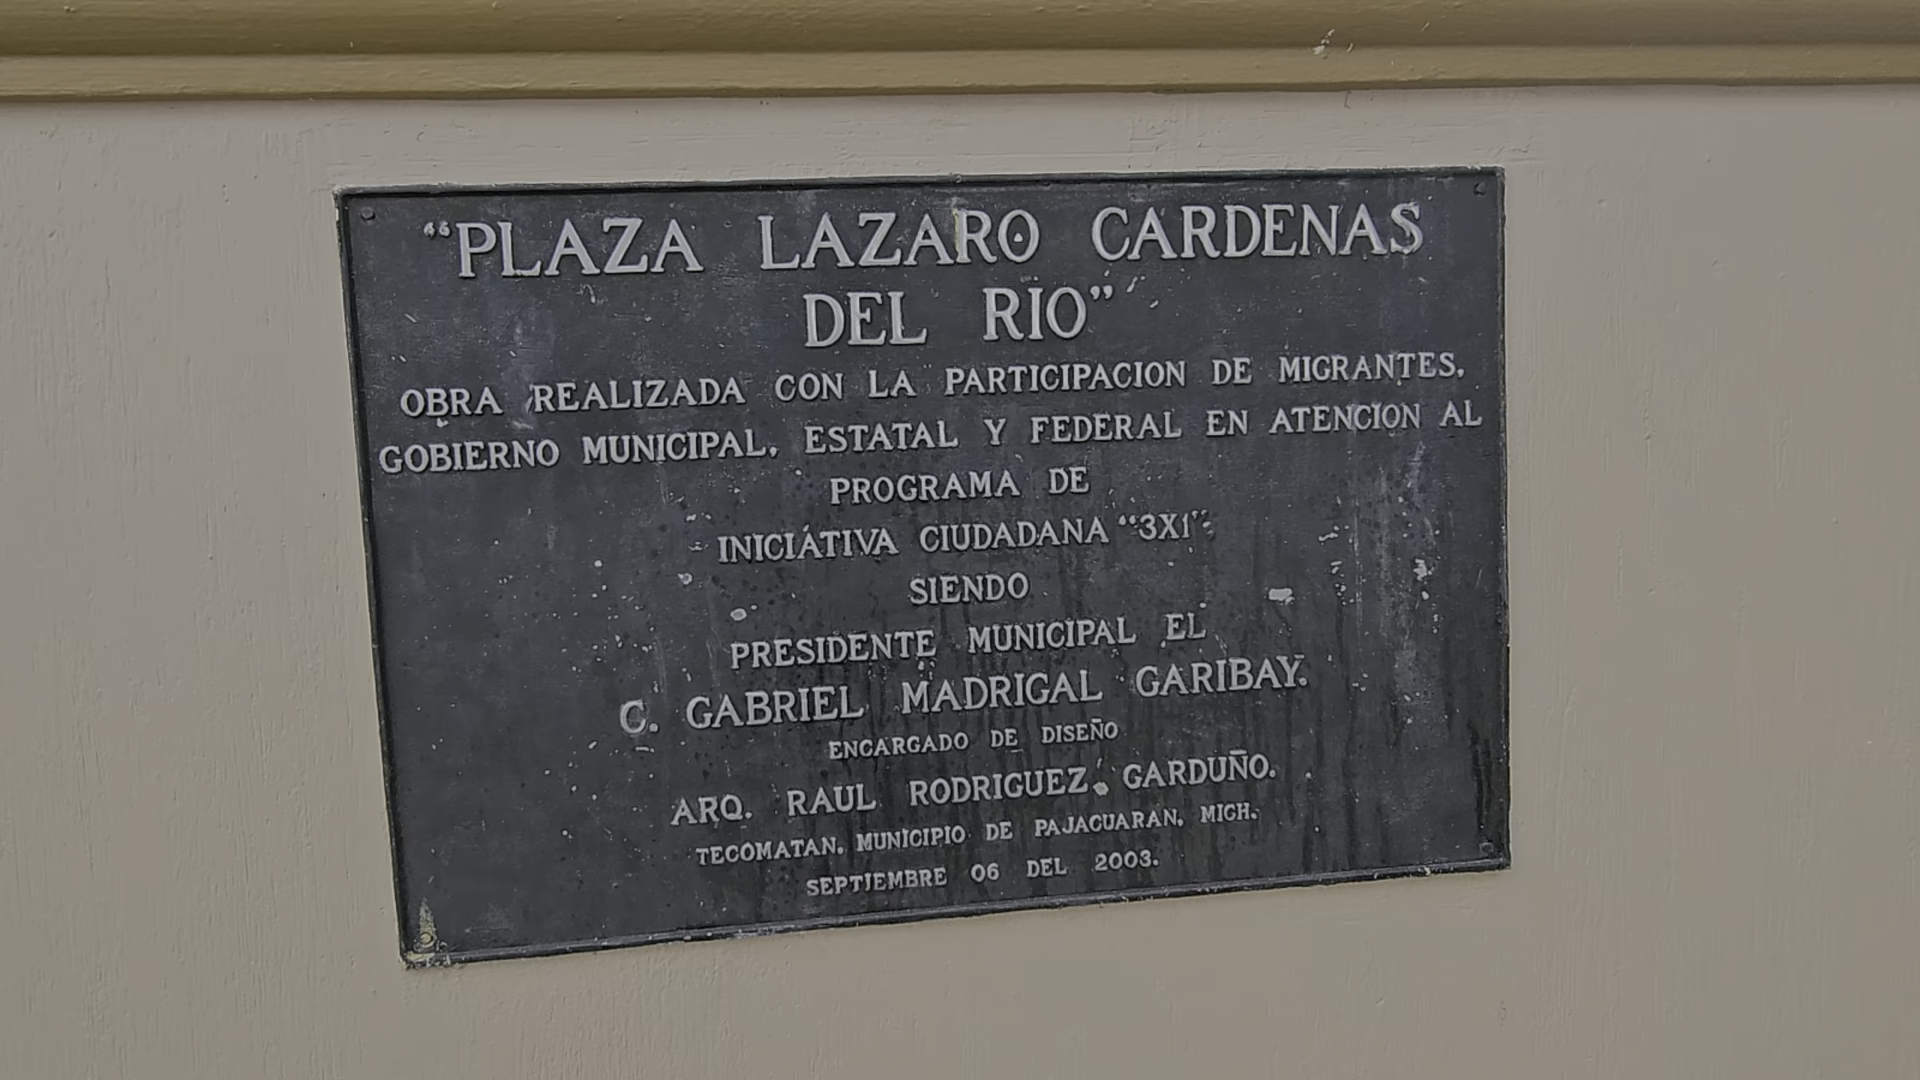 “PLAZA LAZARO CARDENAS
DEL RIO”
OBRA REALIZADA CON LA PARTICIPACION DE MIGRANTES,
GOBIERNO MUNICIPAL, ESTATAL Y FEDERAL EN ATENCION AL
PROGRAMA DE
INICIATIVA CIUDADANA “3X1”
SIENDO
PRESIDENTE MUNICIPAL EL
C. GABRIEL MADRIGAL GARIBAY.
ENCARGADO DE DISEÑO
ARQ. RAUL RODRIGUEZ GARDUÑO.
TECOMATAN, MUNICIPIO DE PAJACUARAN, MICH.
SEPTIEMBRE 06 DEL 2003.